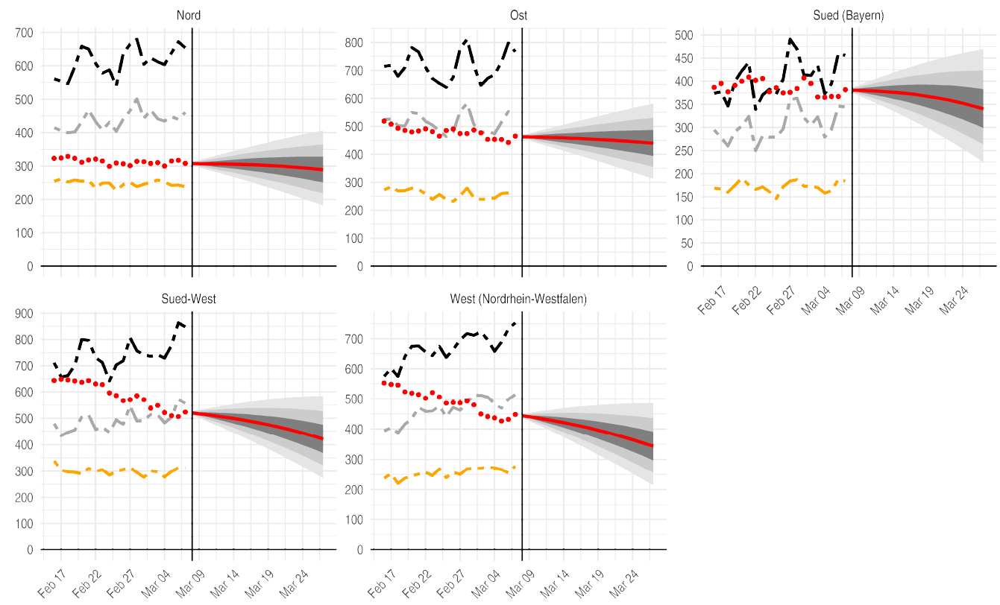 Nord
Ost
Sued (Bayern)
700
600
500
400
300
200
100
0
800
700
600
500
400
300
200
100
0
500
450
400
350
300
250
200
150
100
50
0
Feb 17
Feb 22
Feb 27
Mar 04
Mar 09
Mar 14
Mar 19
Mar 24
Sued-West
West (Nordrhein-Westfalen)
900
800
700
600
500
400
300
200
100
0
700
600
500
400
300
200
100
0
Feb 17
Feb 22
Feb 27
Mar 04
Mar 09
Mar 14
Mar 19
Mar 24
Feb 17
Feb 22
Feb 27
Mar 04
Mar 09
Mar 14
Mar 19
Mar 24